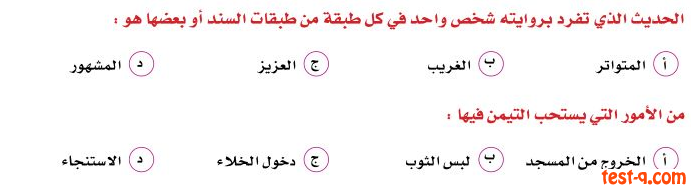 الحديث الذي تفرد بروايته شخص واحد في كل طبقة من طبقات السند أو بعضها هو :
أ المتواتر ب الغريب ج العزيز د المشهور
من الأمور التي يستحب التيمن فيها :
أ الخروج من المسجد ب لبس الثوب ج دخول الخلاء د الاستنجاء
test-q.com